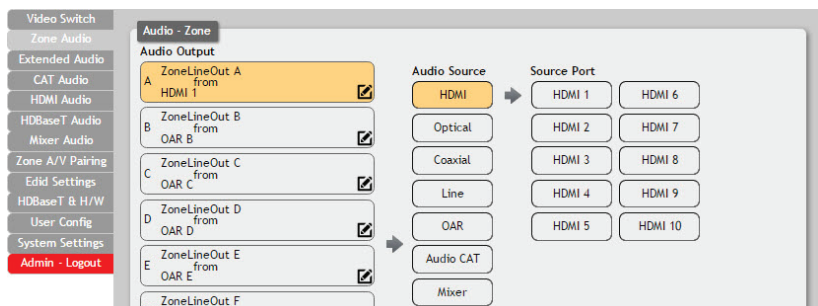 Video Switch
Zone Audio
Extended Audio
CAT Audio
HDMI Audio
HDBaseT Audio
Mixer Audio
Zone A/V Pairing
Edid Settings
HDBaseT & H/W
User Config
System Settings
Admin - Logout
Audio - Zone
Audio Output
A ZoneLineOut A
from
HDMI 1
B ZoneLineOut B
from
OAR B
C ZoneLineOut C
from
OAR C
D ZoneLineOut D
from
OAR D
E ZoneLineOut E
from
OAR E
ZoneLineOut F
Audio Source
HDMI
Optical
Coaxial
Line
OAR
Audio CAT
Mixer
Source Port
HDMI 1 HDMI 6
HDMI 2 HDMI 7
HDMI 3 HDMI 8
HDMI 4 HDMI 9
HDMI 5 HDMI 10